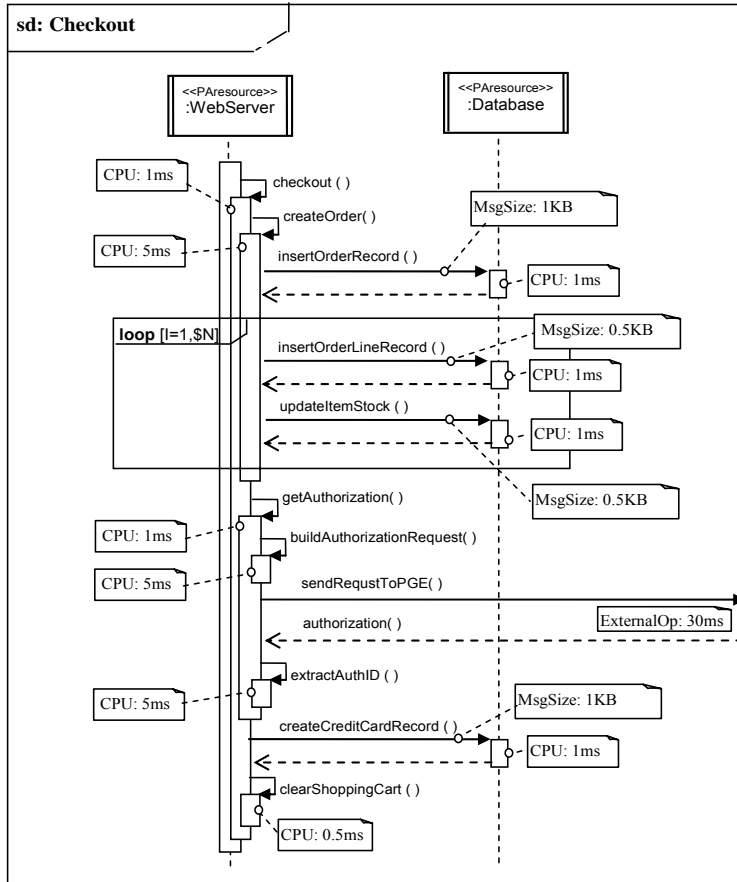 sd: Checkout
<<PAresource>>
:WebServer
<<PAresource>>
:Database
CPU: 1ms
checkout ( )
MsgSize: 1KB
createOrder()
CPU: 5ms
insertOrderRecord ( )
CPU: 1ms
loop [I=1,$N]
MsgSize: 0.5KB
insertOrderLineRecord ( )
CPU: 1ms
updateItemStock ( )
CPU: 1ms
getAuthorization()
MsgSize: 0.5KB
CPU: 1ms
buildAuthorizationRequest( )
CPU: 5ms
sendRequstToPGE()
authorization()
ExternalOp: 30ms
extractAuthID ( )
CPU: 5ms
MsgSize: 1KB
createCreditCardRecord ( )
CPU: 1ms
clearShoppingCart ( )
CPU: 0.5ms